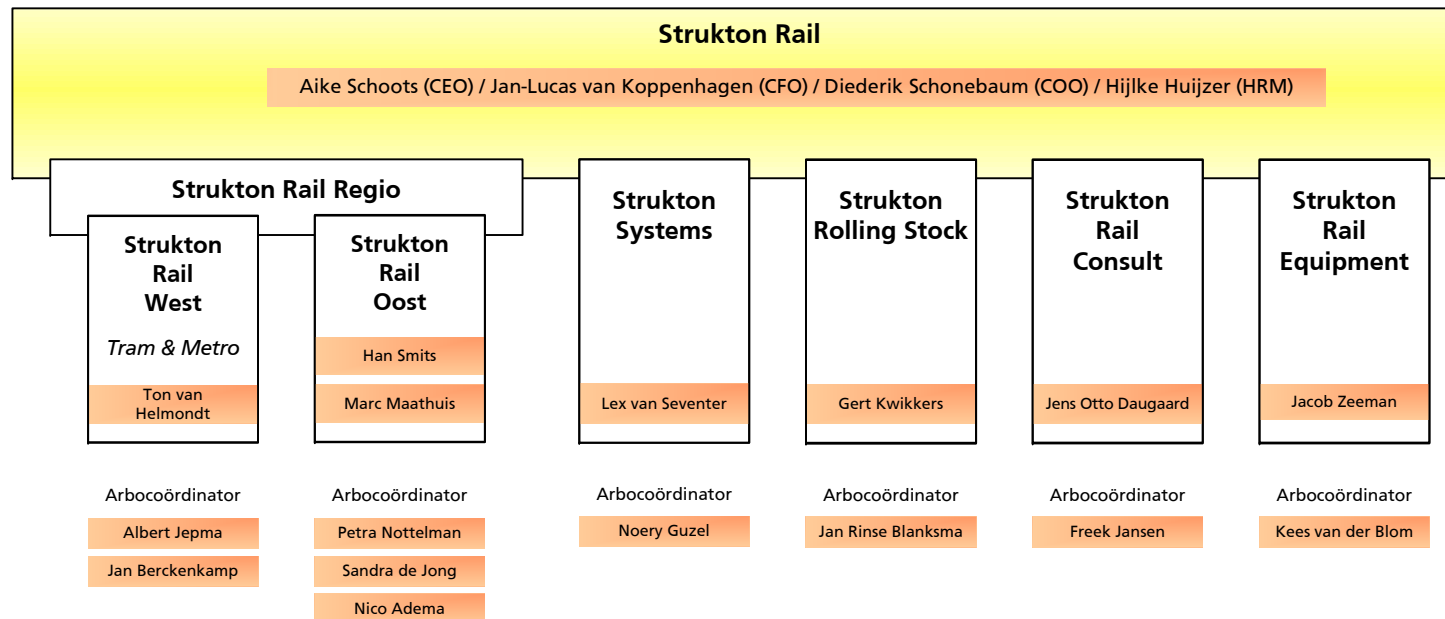 Strukton Rail
Aike Schoots (CEO) / Jan-Lucas van Koppenhagen (CFO) / Diederik Schonebaum (COO) / Hijlke Huijzer (HRM)
Strukton Rail Regio
Strukton
Rail
West
Tram & Metro
Ton van
Helmondt
Strukton
Rail
Oost
Han Smits
Marc Maathuis
Strukton
Systems
Lex van Seventer
Strukton
Rolling Stock
Gert Kwikkers
Strukton
Rail
Consult
Jens Otto Daugaard
Strukton
Rail
Equipment
Jacob Zeeman
Arbocoördinator
Albert Jepma
Jan Berckenkamp
Arbocoördinator
Petra Nottelman
Sandra de Jong
Nico Adema
Arbocoördinator
Noery Guzel
Arbocoördinator
Jan Rinse Blanksma
Arbocoördinator
Freek Jansen
Arbocoördinator
Kees van der Blom